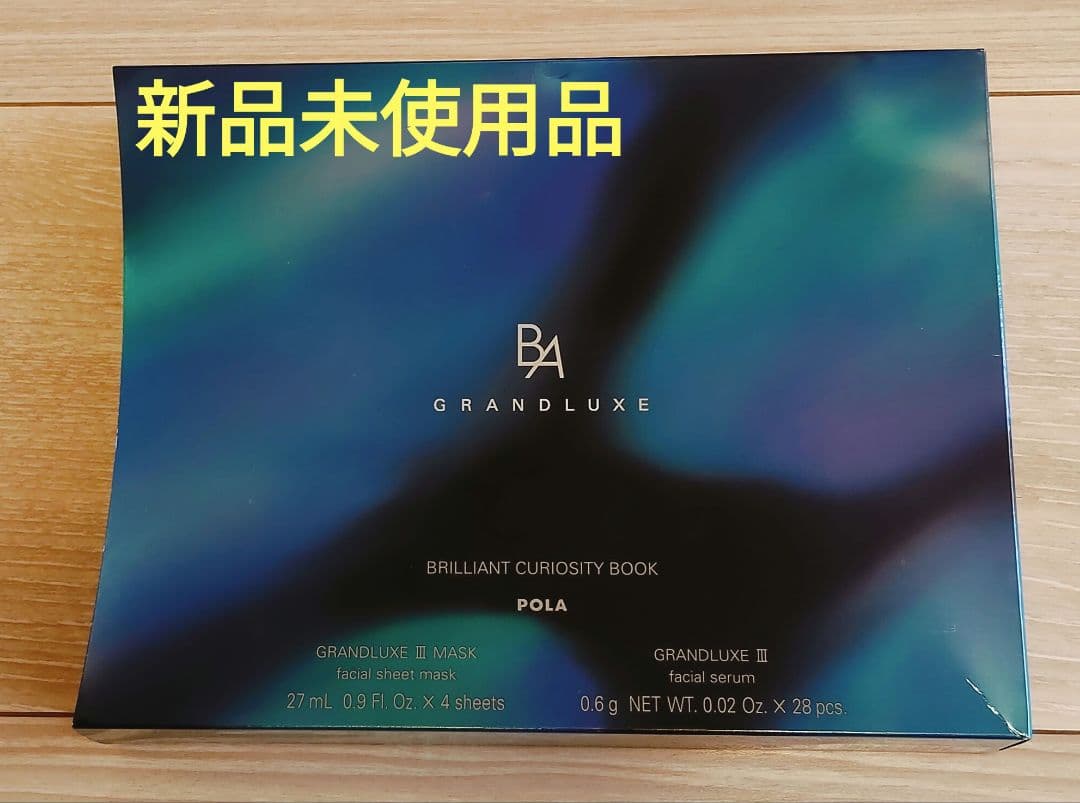 新品未使用品
BA
GRANDLUXE
BRILLIANT CURIOSITY BOOK
POLA
GRANDLUXE Ⅲ MASK
facial sheet mask
27 mL 0.9 Fl. Oz. × 4 sheets
GRANDLUXE Ⅲ
facial serum
0.6 g NET WT. 0.02 Oz. × 28 pcs.